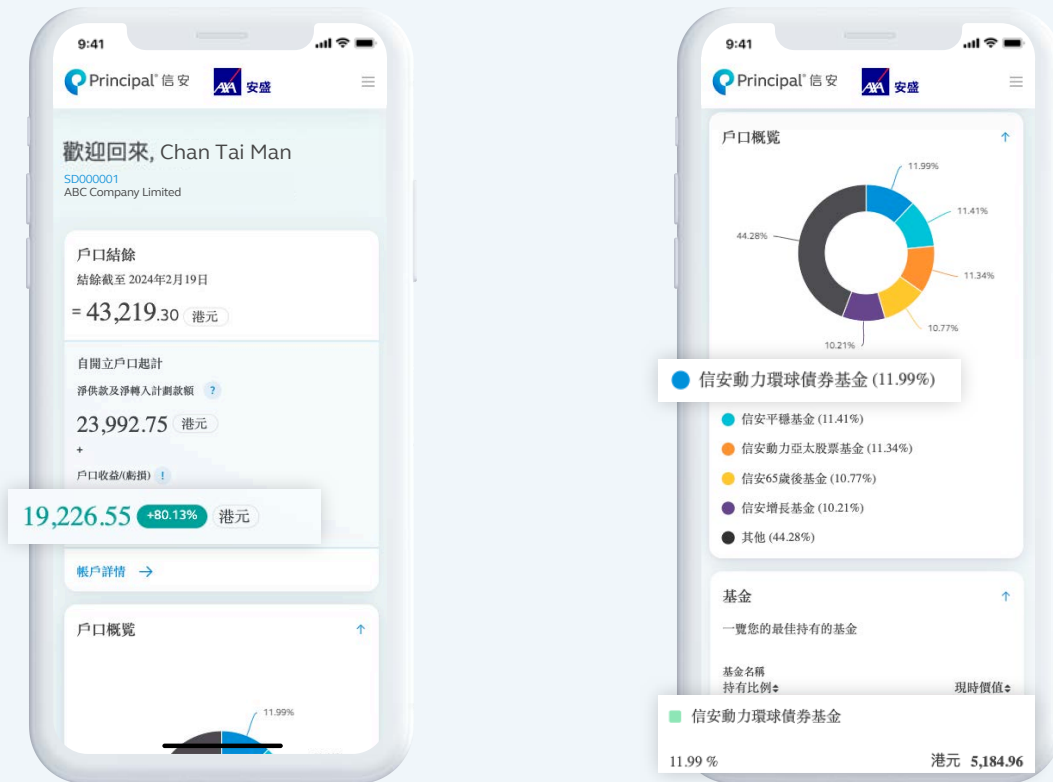 9:41
Principal® 信安 AXA 安盛
歡迎回來, Chan Tai Man
SD000001
ABC Company Limited
戶口結餘
結餘截至 2024年2月19日
= 43,219.30 港元
自開立戶口起計
淨供款及淨轉入計劃款額 ?
23,992.75 港元
+
戶口收益/(虧損) !
19,226.55 +80.13% 港元
帳戶詳情 →
戶口概覧 ↑
11.99%
9:41
Principal® 信安 AXA 安盛
戶口概覧 ↑
11.99%
11.41%
44.28%
11.34%
10.77%
10.21%
信安動力環球債券基金 (11.99%)
信安平穩基金 (11.41%)
信安動力亞太股票基金 (11.34%)
信安65歲後基金 (10.77%)
信安增長基金 (10.21%)
其他 (44.28%)
基金 ↑
一覽您的最佳持有的基金
基金名稱
持有比例 現時價值
信安動力環球債券基金
11.99 % 港元 5,184.96